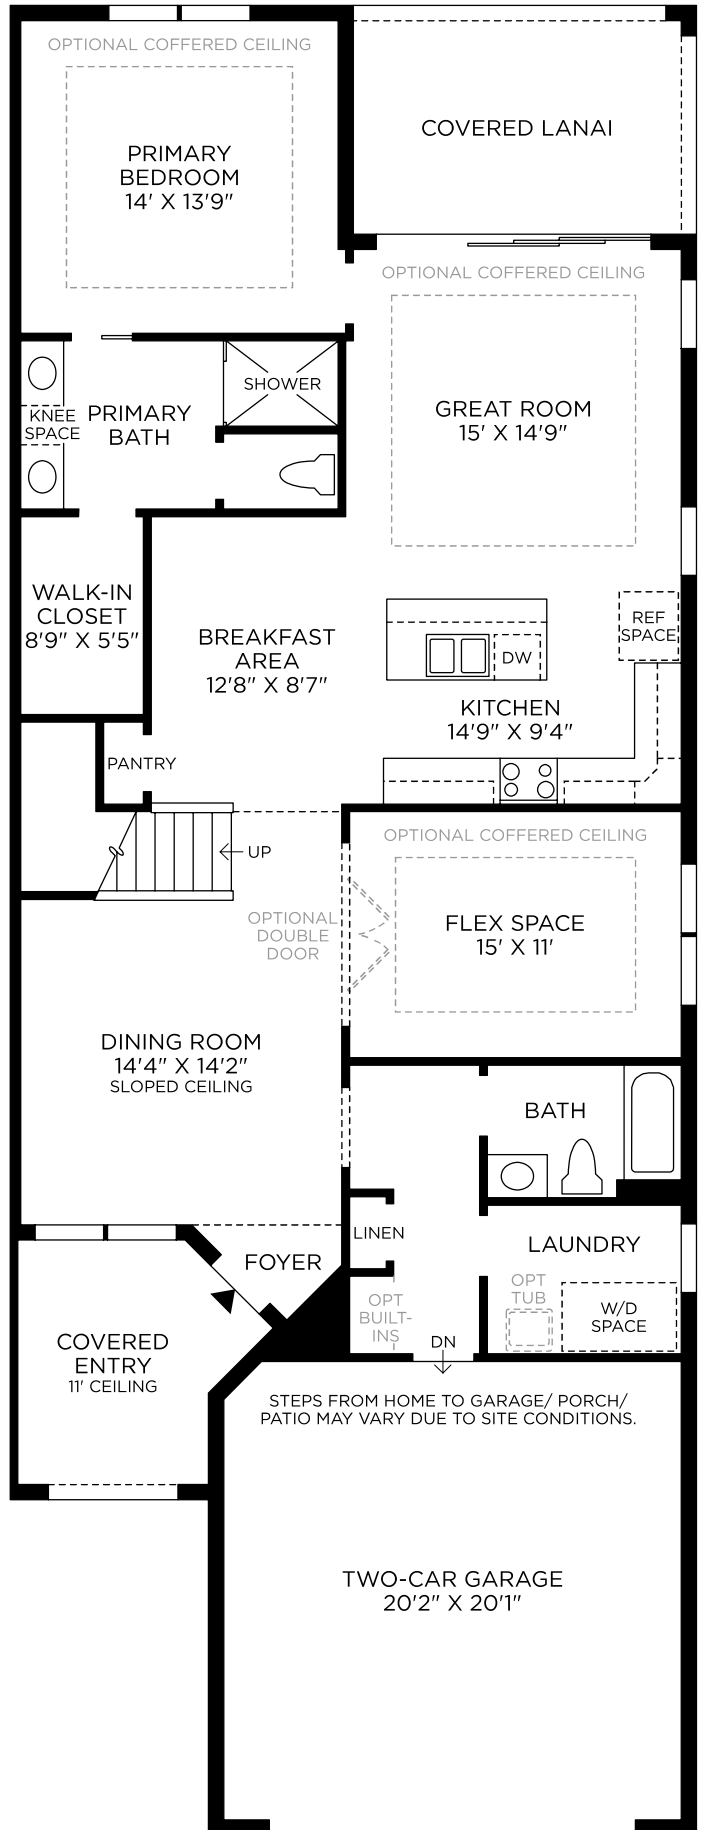 OPTIONAL COFFERED CEILING
PRIMARY
BEDROOM
14' X 13'9"
COVERED LANAI
OPTIONAL COFFERED CEILING
GREAT ROOM
15' X 14'9"
SHOWER
KNEE
SPACE
PRIMARY
BATH
WALK-IN
CLOSET
8'9" X 5'5"
BREAKFAST
AREA
12'8" X 8'7"
REF
SPACE
DW
KITCHEN
14'9" X 9'4"
PANTRY
UP
OPTIONAL COFFERED CEILING
FLEX SPACE
15' X 11'
OPTIONAL
DOUBLE
DOOR
DINING ROOM
14'4" X 14'2"
SLOPED CEILING
BATH
LINEN
FOYER
LAUNDRY
OPT
TUB
W/D
SPACE
OPT
BUILT-
INS
DN
COVERED
ENTRY
11' CEILING
STEPS FROM HOME TO GARAGE/ PORCH/
PATIO MAY VARY DUE TO SITE CONDITIONS.
TWO-CAR GARAGE
20'2" X 20'1"